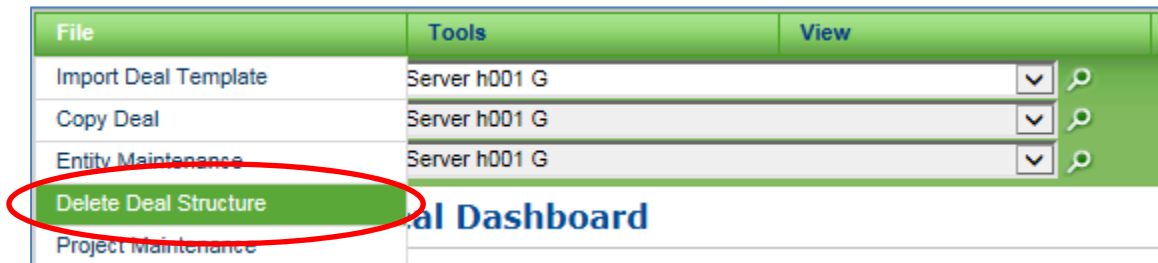 File Tools View
Import Deal Template Server h001 G
Copy Deal Server h001 G
Entity Maintenance Server h001 G
Delete Deal Structure
al Dashboard
Project Maintenance